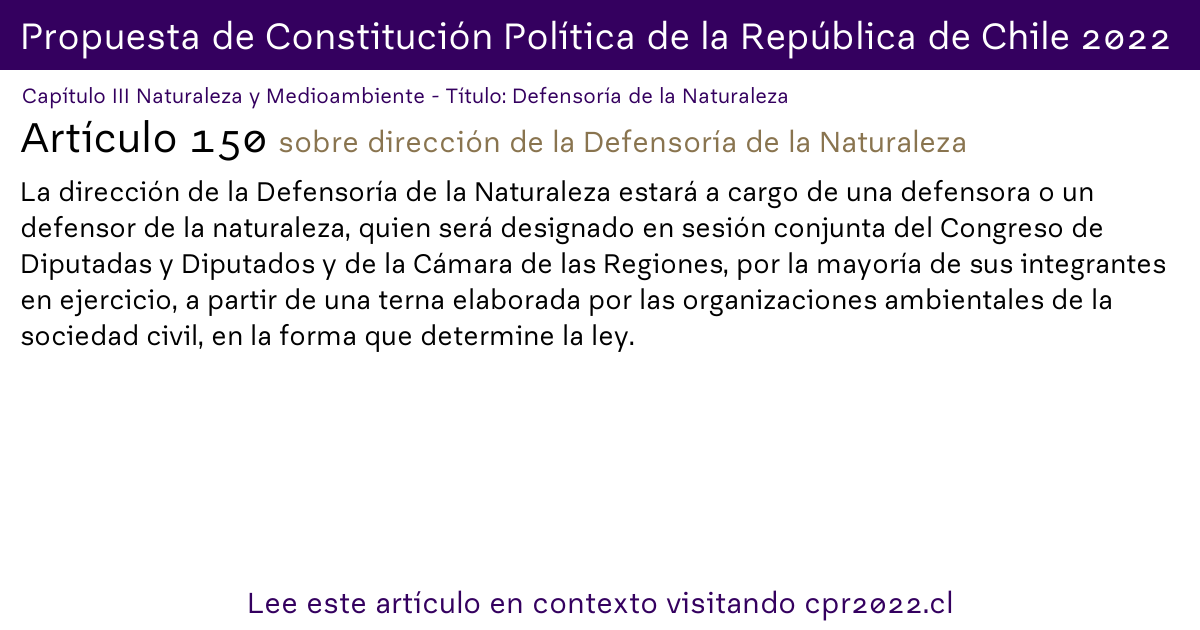 Propuesta de Constitución Política de la República de Chile 2022
Capítulo III Naturaleza y Medioambiente - Título: Defensoría de la Naturaleza
Artículo 150 sobre dirección de la Defensoría de la Naturaleza
La dirección de la Defensoría de la Naturaleza estará a cargo de una defensora o un
defensor de la naturaleza, quien será designado en sesión conjunta del Congreso de
Diputadas y Diputados y de la Cámara de las Regiones, por la mayoría de sus integrantes
en ejercicio, a partir de una terna elaborada por las organizaciones ambientales de la
sociedad civil, en la forma que determine la ley.
Lee este artículo en contexto visitando cpr2022.cl